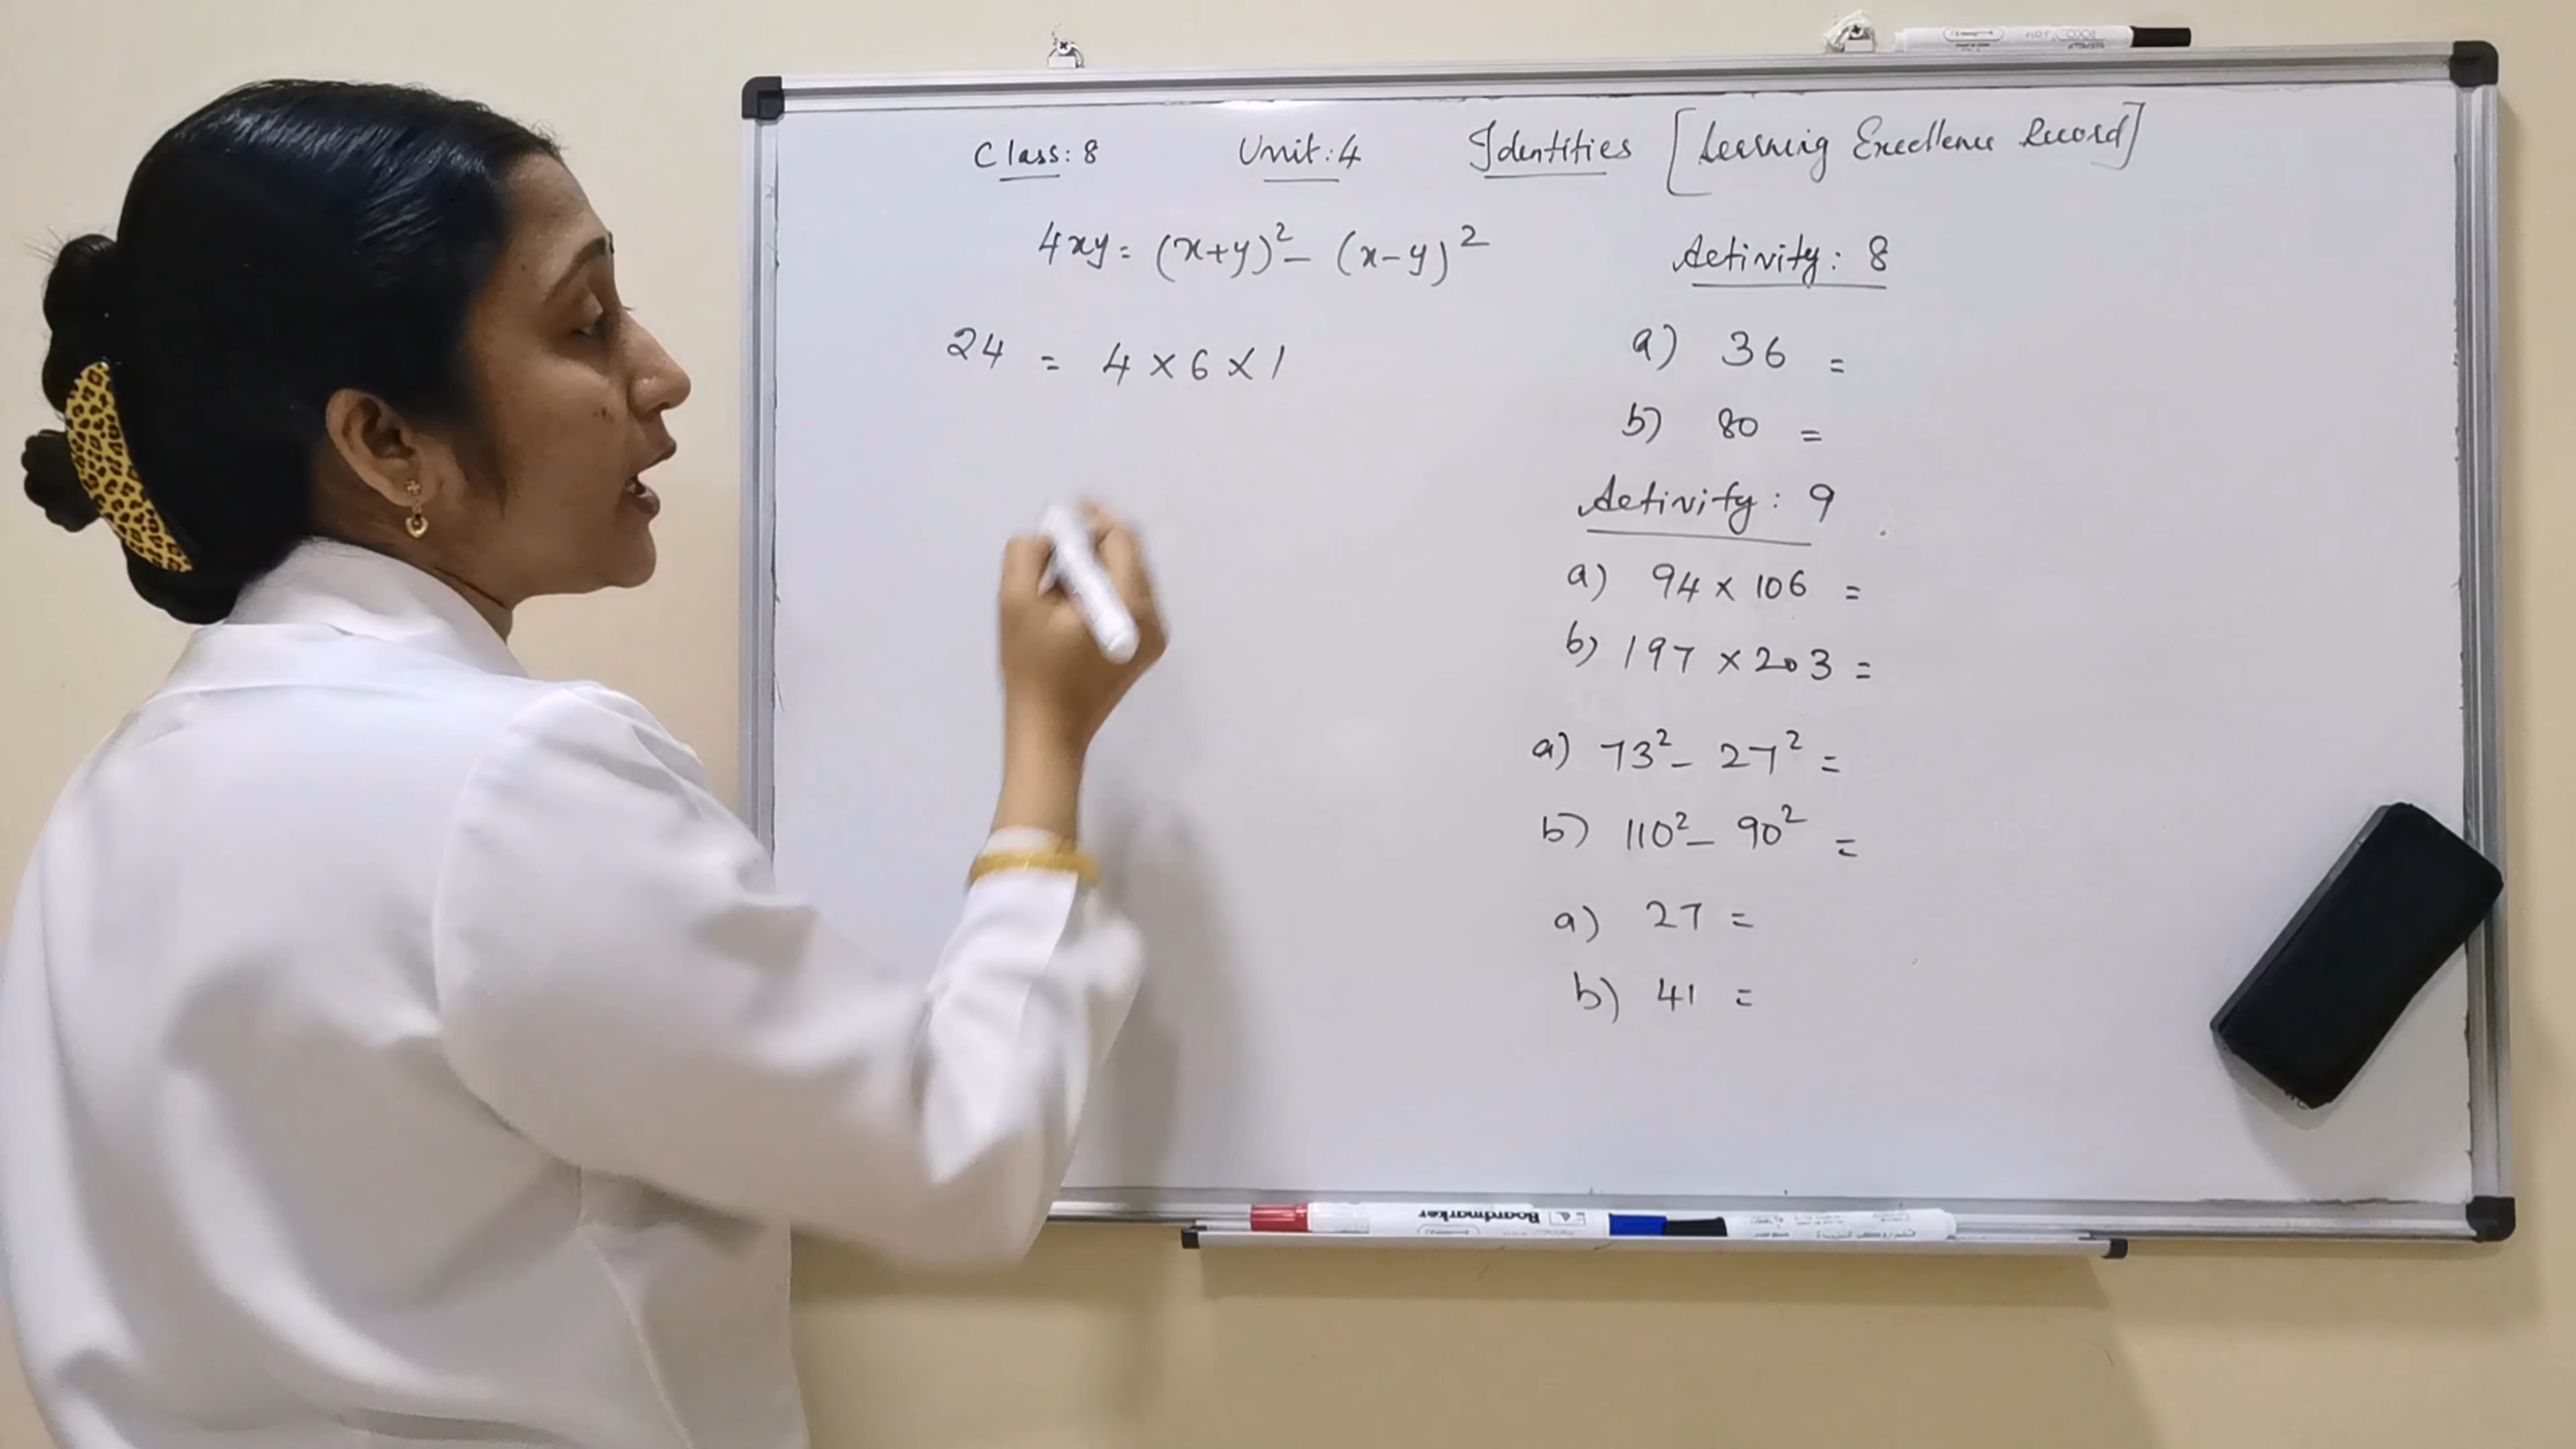 Class: 8 Unit: 4 Identities [Learning Excellence Record]
4xy = (x+y)² - (x-y)²
24 = 4 × 6 × 1
Activity: 8
a) 36 =
b) 80 =
Activity: 9
a) 94 × 106 =
b) 197 × 203 =
a) 73² - 27² =
b) 110² - 90² =
a) 27 =
b) 41 =
Boardmarker